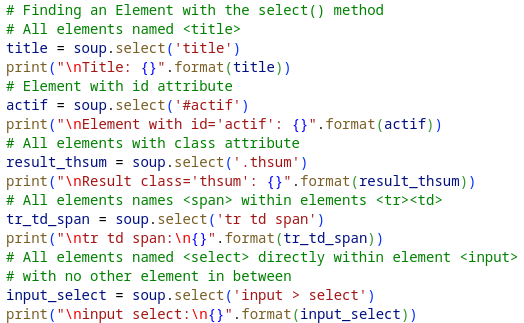 # Finding an Element with the select() method
# All elements named <title>
title = soup.select('title')
print("\nTitle: {}".format(title))
# Element with id attribute
actif = soup.select('#actif')
print("\nElement with id='actif': {}".format(actif))
# All elements with class attribute
result_thsum = soup.select('.thsum')
print("\nResult class='thsum': {}".format(result_thsum))
# All elements names <span> within elements <tr><td>
tr_td_span = soup.select('tr td span')
print("\ntr td span:\n{}".format(tr_td_span))
# All elements named <select> directly within element <input>
# with no other element in between
input_select = soup.select('input > select')
print("\ninput select:\n{}".format(input_select))